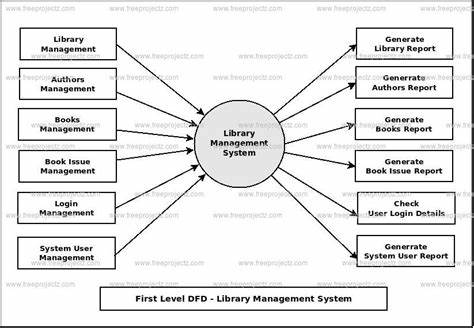 Library
Management
Authors
Management
Books
Management
Book Issue
Management
Login
Management
System User
Management
Library
Management
System
Generate
Library Report
Generrate
Authors Report
Generate
Books Report
Generate
Book Issue Report
Check
User Login Details
Generrate
System User Report
First Level DFD - Library Management System
www.freeprojectz.com